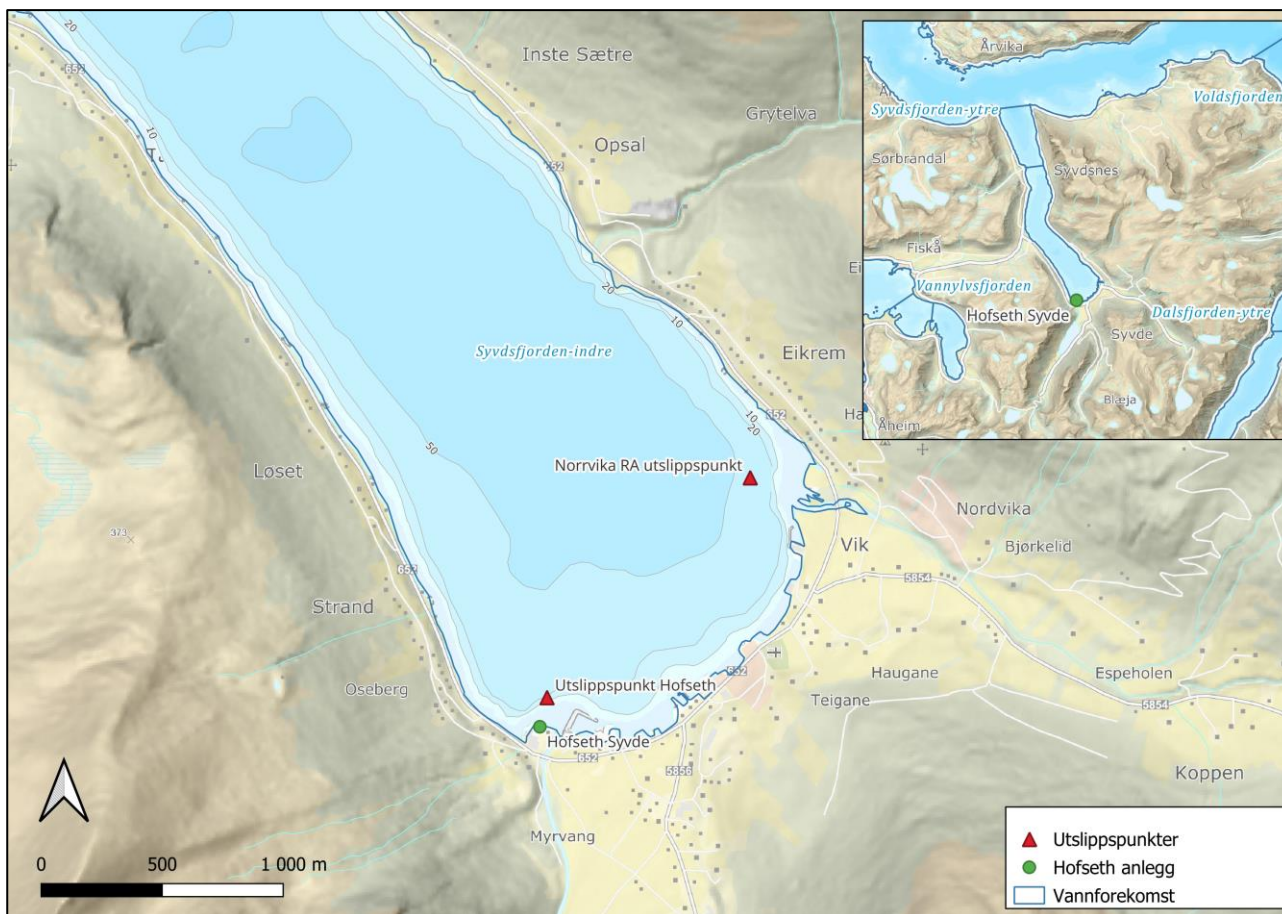 20
652
Inste Sætre
Grytelva
Opsal
10
652
20
10
Syvdsfjorden-indre
Eikrem
652
Løset
50
10
20
Norrvika RA utslippspunkt
373
Nordvika
Vik
Bjørkelid
652
5854
Strand
Espeholen
Haugane
Oseberg
Utslippspunkt Hofseth
652
Teigane
5854
Hofseth Syvde
652
5856
Koppen
Myrvang
0 500 1 000 m
Årvika
Syvdsfjorden-ytre
Voldsfjorden
Sørbrandal
Syvdsnes
Fiskå
Vannylvsfjorden
Hofseth Syvde
Dalsfjorden-ytre
Syvde
Blæja
Åheim
Utslippspunkter
Hofseth anlegg
Vannforekomst